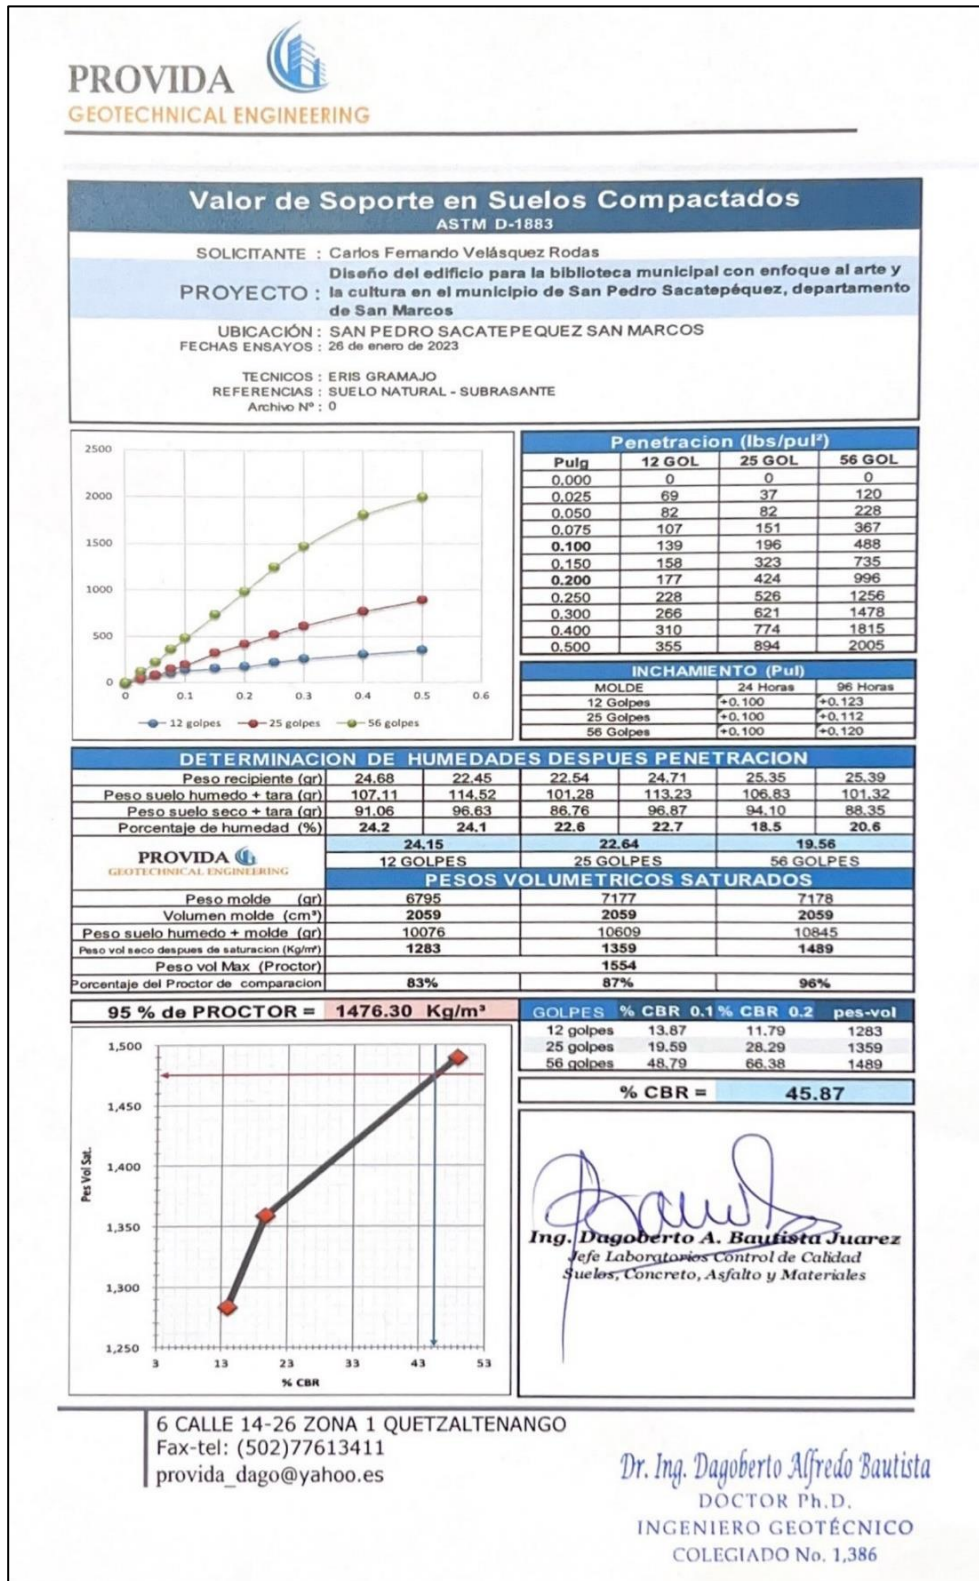 PROVIDA
GEOTECHNICAL ENGINEERING
Valor de Soporte en Suelos Compactados
ASTM D-1883
SOLICITANTE : Carlos Fernando Velásquez Rodas
PROYECTO : Diseño del edificio para la biblioteca municipal con enfoque al arte y
la cultura en el municipio de San Pedro Sacatepéquez, departamento
de San Marcos
UBICACIÓN : SAN PEDRO SACATEPEQUEZ SAN MARCOS
FECHAS ENSAYOS : 26 de enero de 2023
TECNICOS : ERIS GRAMAJO
REFERENCIAS : SUELO NATURAL - SUBRASANTE
Archivo Nº : 0
2500
2000
1500
1000
500
0
0 0.1 0.2 0.3 0.4 0.5 0.6
12 golpes 25 golpes 56 golpes
Penetracion (lbs/pul²)
Pulg 12 GOL 25 GOL 56 GOL
0.000 0 0 0
0.025 69 37 120
0.050 82 82 228
0.075 107 151 367
0.100 139 196 488
0.150 158 323 735
0.200 177 424 996
0.250 228 526 1256
0.300 266 621 1478
0.400 310 774 1815
0.500 355 894 2005
INCHAMIENTO (Pul)
MOLDE 24 Horas 96 Horas
12 Golpes +0.100 +0.123
25 Golpes +0.100 +0.112
56 Golpes +0.100 +0.120
DETERMINACION DE HUMEDADES DESPUES PENETRACION
Peso recipiente (gr) 24.68 22.45 22.54 24.71 25.35 25.39
Peso suelo humedo + tara (gr) 107.11 114.52 101.28 113.23 106.83 101.32
Peso suelo seco + tara (gr) 91.06 96.63 86.76 96.87 94.10 88.35
Porcentaje de humedad (%) 24.2 24.1 22.6 22.7 18.5 20.6
24.15 22.64 19.56
PROVIDA
GEOTECHNICAL ENGINEERING
12 GOLPES 25 GOLPES 56 GOLPES
PESOS VOLUMETRICOS SATURADOS
Peso molde (gr) 6795 7177 7178
Volumen molde (cm³) 2059 2059 2059
Peso suelo humedo + molde (gr) 10076 10609 10845
Peso vol seco despues de saturacion (Kg/m³) 1283 1359 1489
Peso vol Max (Proctor) 1554
Porcentaje del Proctor de comparacion 83% 87% 96%
95 % de PROCTOR = 1476.30 Kg/m³
GOLPES % CBR 0.1 % CBR 0.2 pes-vol
12 golpes 13.87 11.79 1283
25 golpes 19.59 28.29 1359
56 golpes 48.79 66.38 1489
% CBR = 45.87
Pes Vol Sat.
1,500
1,450
1,400
1,350
1,300
1,250
3 13 23 33 43 53
% CBR
Ing. Dagoberto A. Bautista Juarez
Jefe Laboratorios Control de Calidad
Suelos, Concreto, Asfalto y Materiales
6 CALLE 14-26 ZONA 1 QUETZALTENANGO
Fax-tel: (502)77613411
provida_dago@yahoo.es
Dr. Ing. Dagoberto Alfredo Bautista
DOCTOR Ph.D.
INGENIERO GEOTÉCNICO
COLEGIADO No. 1,386